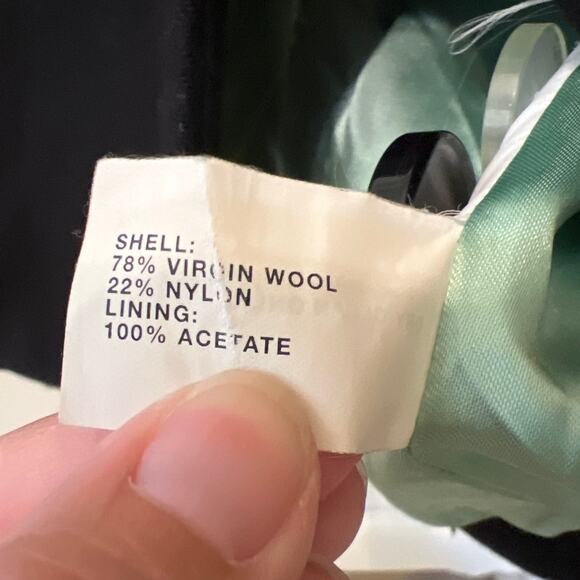 SHELL:
78% VIRGIN WOOL
22% NYLON
LINING:
100% ACETATE